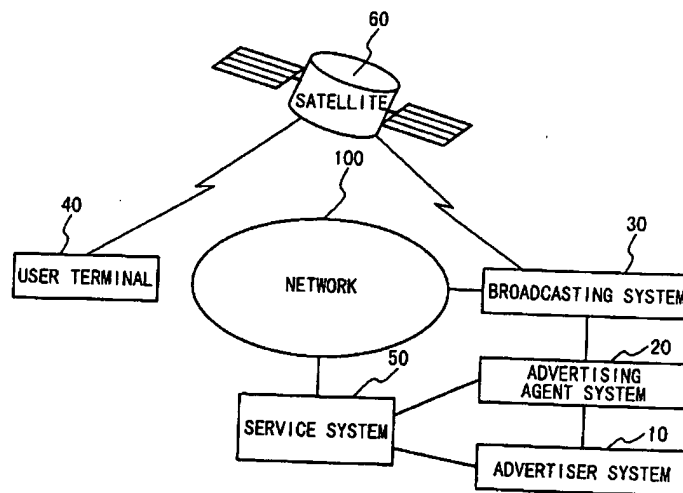 60
SATELLITE
100
40
30
USER TERMINAL
NETWORK
BROADCASTING SYSTEM
20
50
ADVERTISING
AGENT SYSTEM
SERVICE SYSTEM
10
ADVERTISER SYSTEM